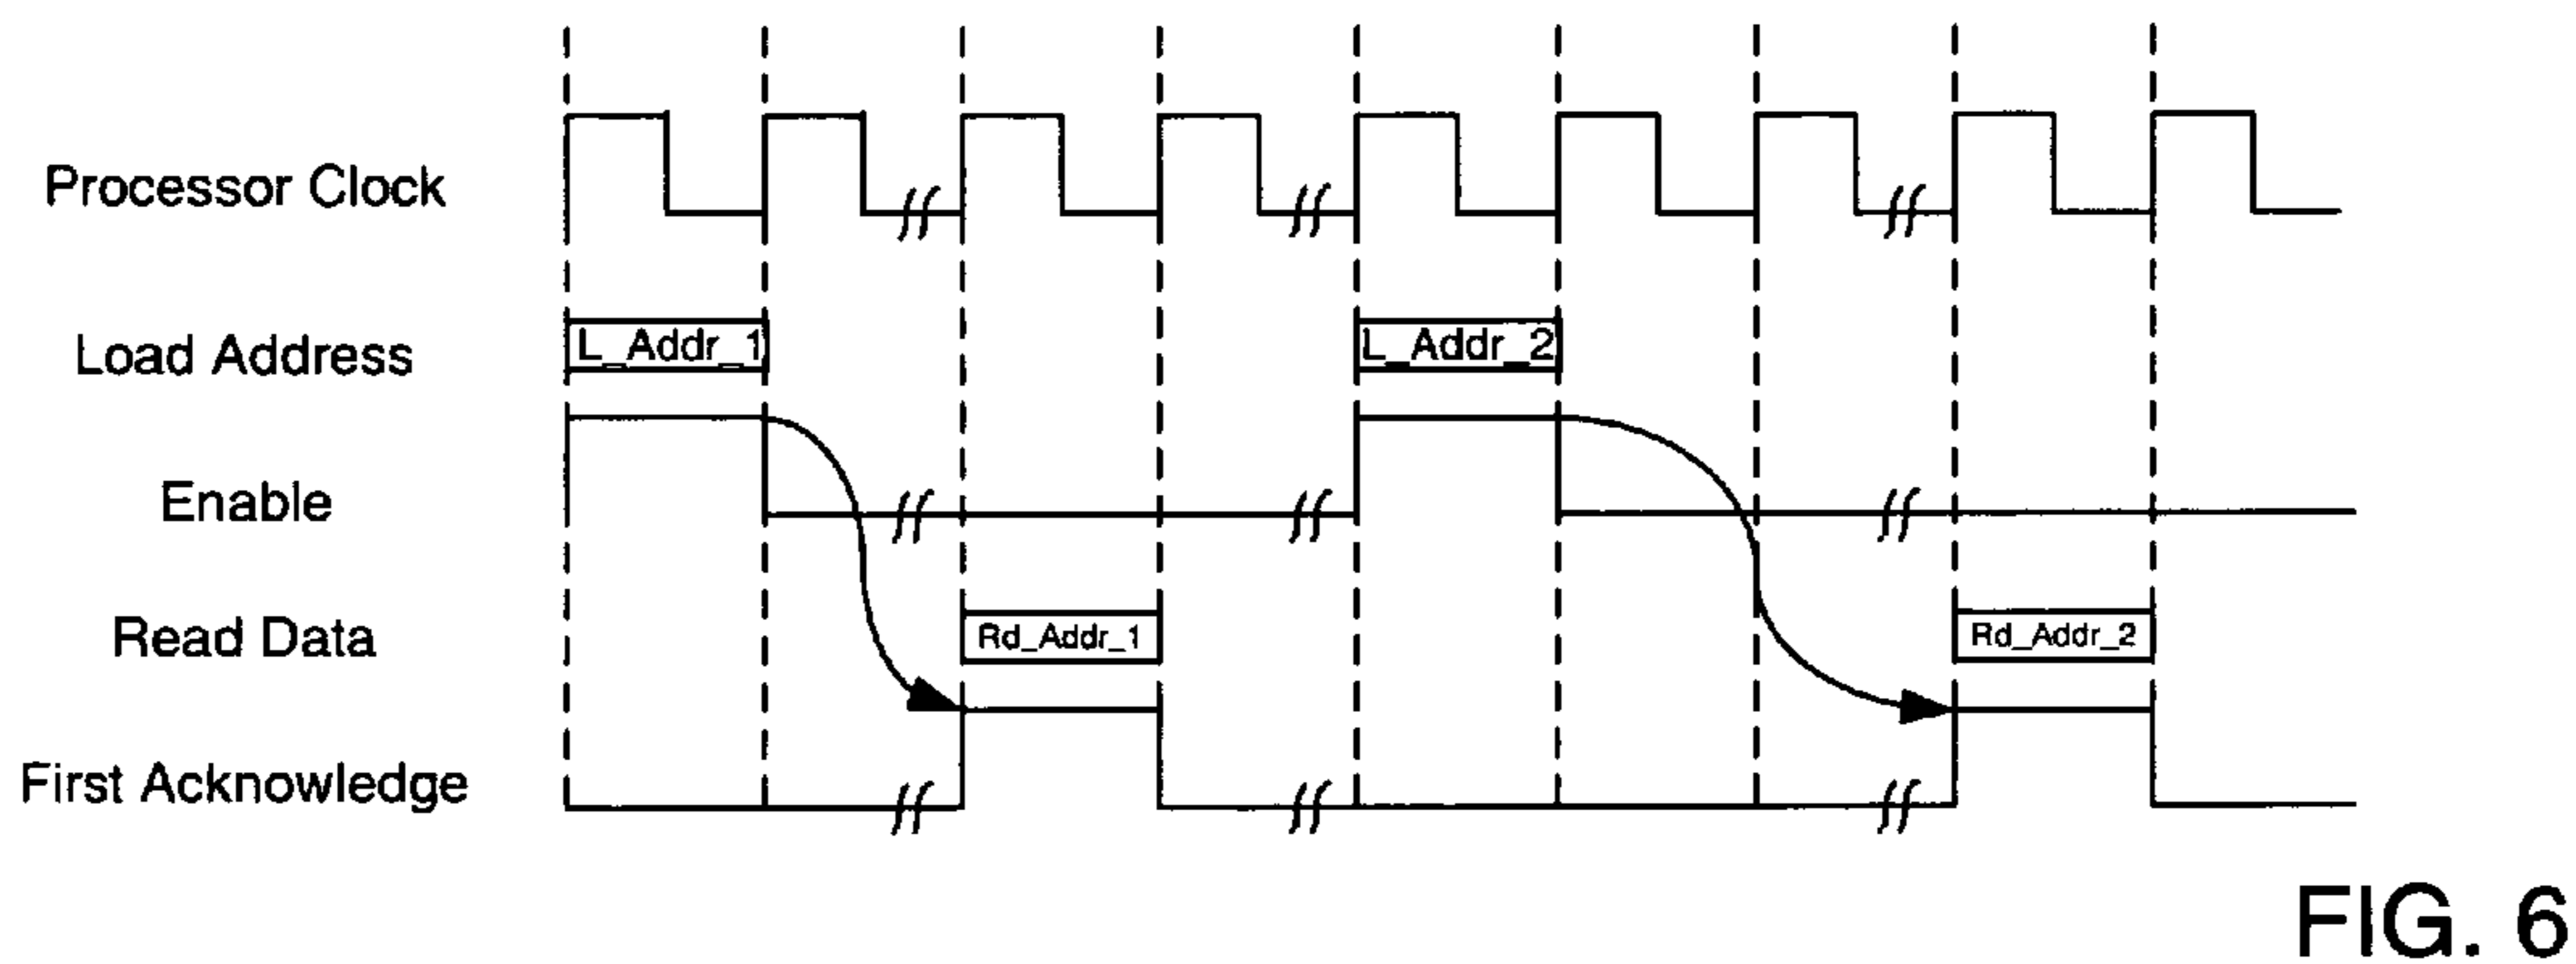 Processor Clock
Load Address
L_Addr_1
L_Addr_2
Enable
Read Data
Rd_Addr_1
Rd_Addr_2
First Acknowledge
FIG. 6